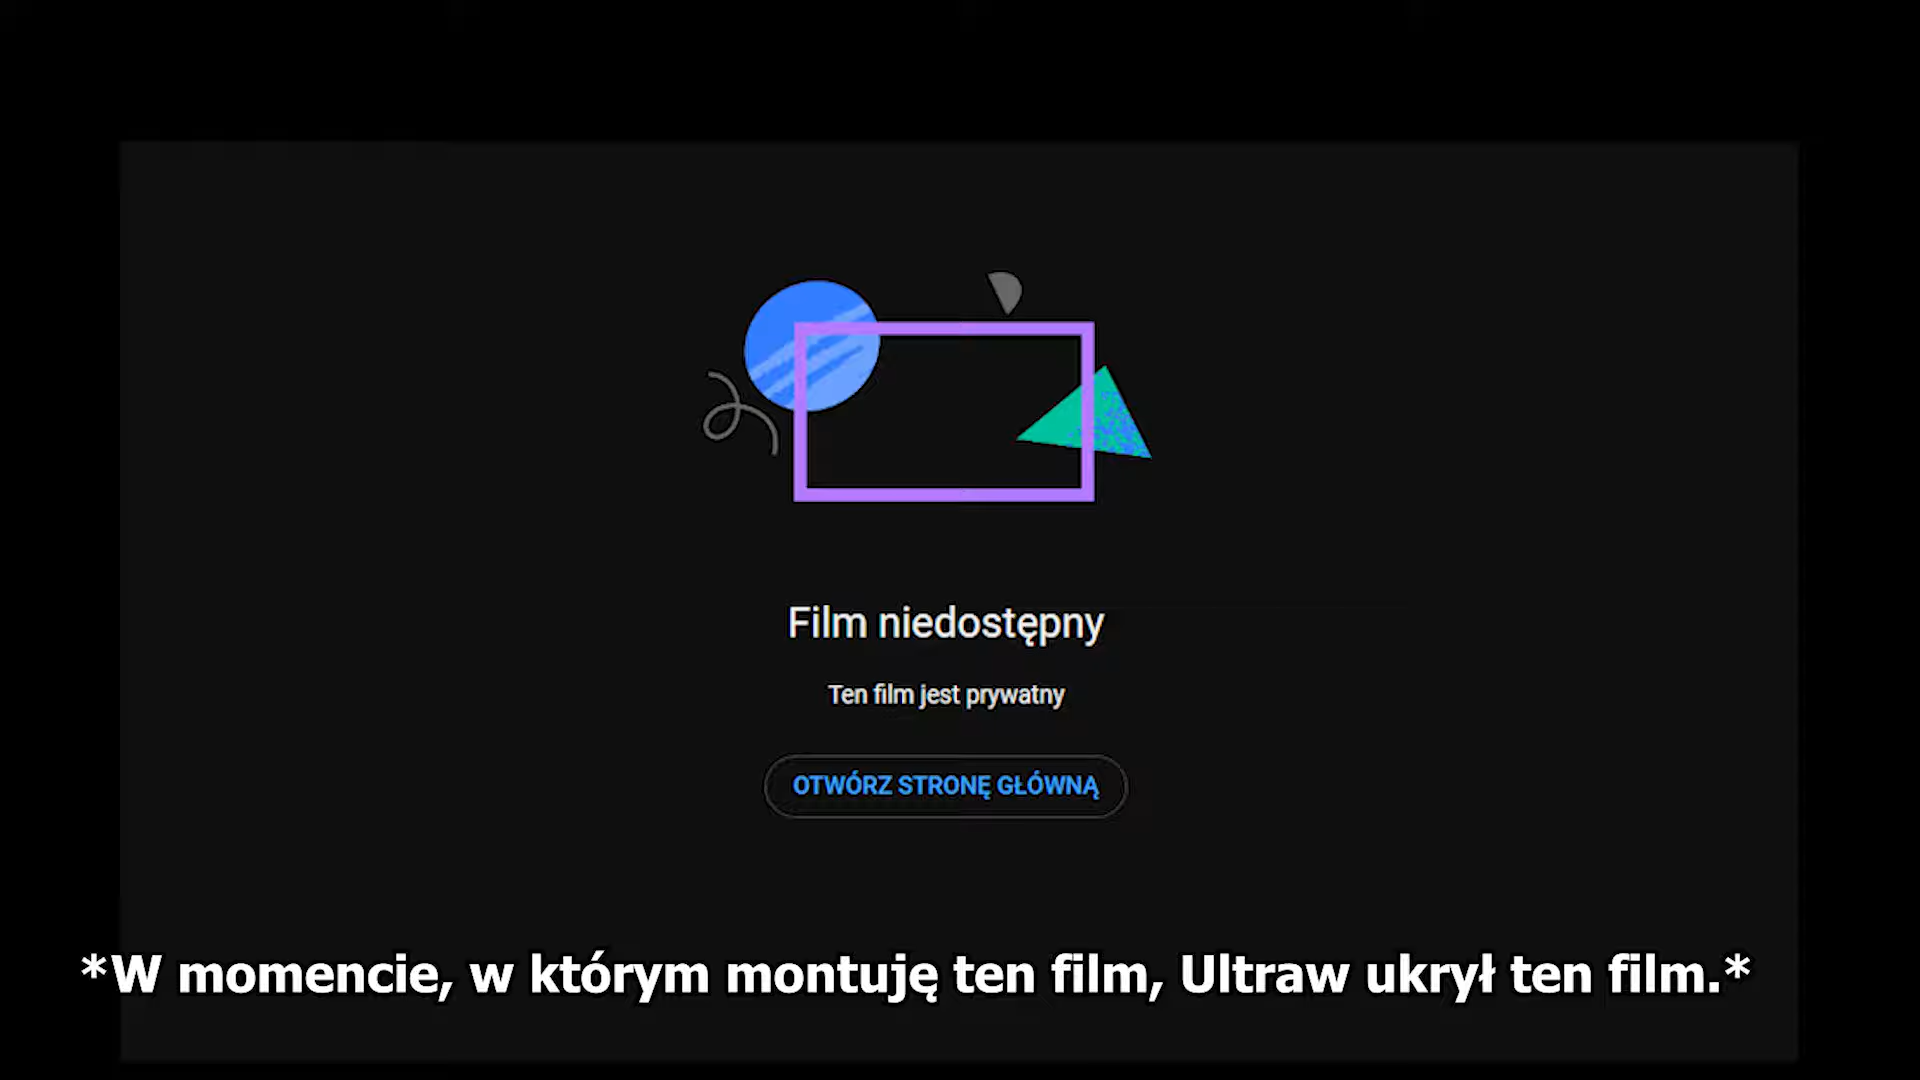 Film niedostępny
Ten film jest prywatny
OTWÓRZ STRONĘ GŁÓWNĄ
*W momencie, w którym montuję ten film, Ultraw ukrył ten film.*